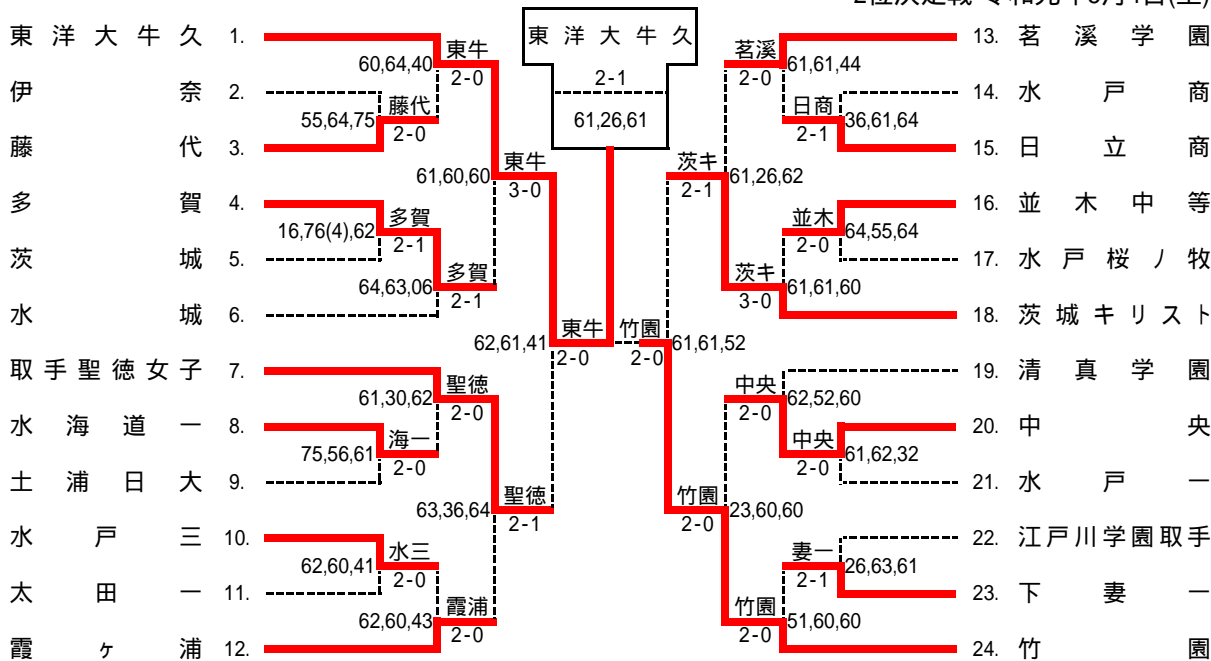 東洋大牛久 1.
伊奈 2.
藤代 3.
多賀 4.
茨城 5.
水城 6.
取手聖徳女子 7.
水海道一 8.
土浦日大 9.
水戸三 10.
太田一 11.
霞ヶ浦 12.
東牛
60,64,40
2-0
藤代
55,64,75
2-0
東牛
61,60,60
3-0
多賀
16,76(4),62
2-1
多賀
64,63,06
2-1
東牛
62,61,41
2-0
聖徳
61,30,62
2-0
海一
75,56,61
2-0
聖徳
63,36,64
2-1
水三
62,60,41
2-0
霞浦
62,60,43
2-0
東洋大牛久
2-1
61,26,61
茗溪
2-0
61,61,44
日商
2-1
36,61,64
茨キ
2-1
61,26,62
並木
2-0
64,55,64
茨キ
3-0
61,61,60
竹園
2-0
61,61,52
中央
2-0
62,52,60
中央
2-0
61,62,32
竹園
2-0
23,60,60
妻一
2-1
26,63,61
竹園
2-0
51,60,60
13. 茗溪学園
14. 水戸商
15. 日立商
16. 並木中等
17. 水戸桜ノ牧
18. 茨城キリスト
19. 清真学園
20. 中央
21. 水戸一
22. 江戸川学園取手
23. 下妻一
24. 竹園